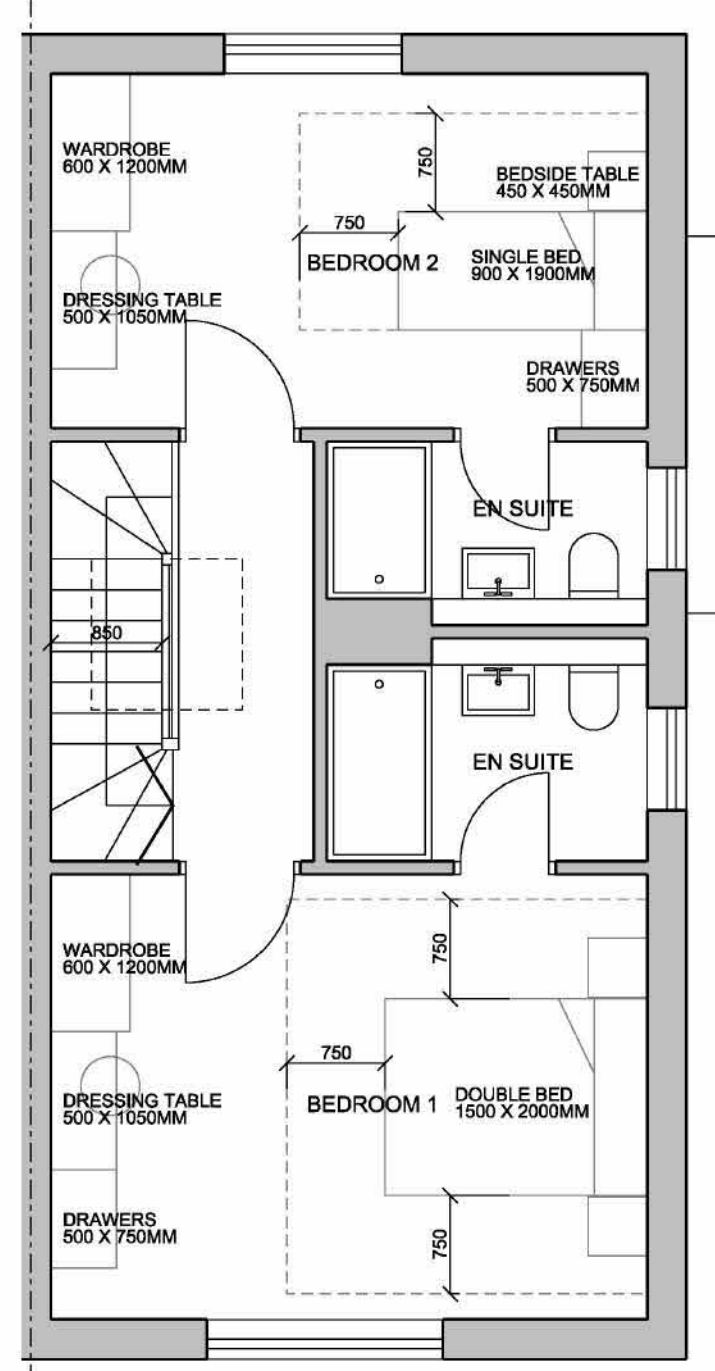 WARDROBE
600 X 1200MM
750
BEDSIDE TABLE
450 X 450MM
750
BEDROOM 2
SINGLE BED
900 X 1900MM
DRESSING TABLE
500 X 1050MM
DRAWERS
500 X 750MM
EN SUITE
850
EN SUITE
WARDROBE
600 X 1200MM
750
750
DRESSING TABLE
500 X 1050MM
BEDROOM 1
DOUBLE BED
1500 X 2000MM
DRAWERS
500 X 750MM
750